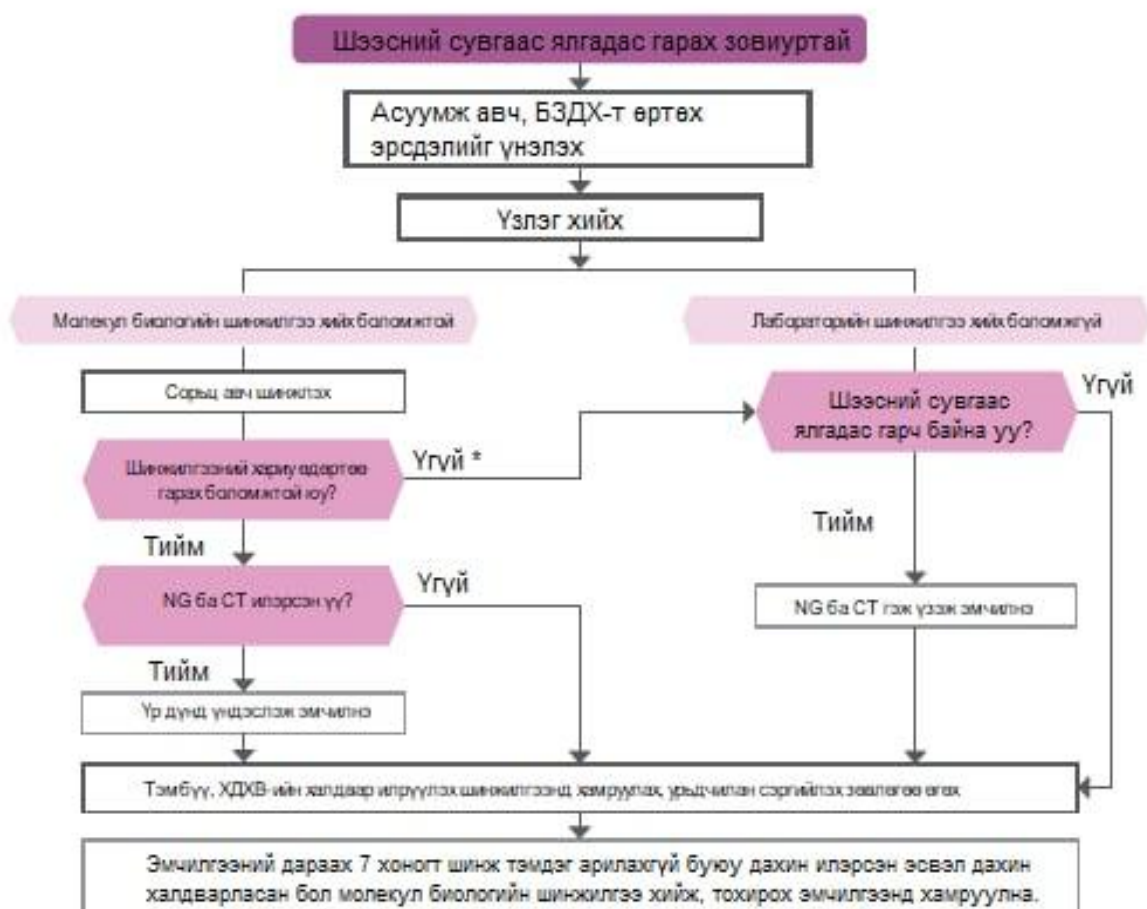 Шээсний сувгаас ялгадас гарах зовиуртай
Асуумж авч, БЗДХ-т өртөх
эрсдэлийг үнэлэх
Үзлэг хийх
Молекул биологийн шинжилгээ хийх боломжтой
Лабораторийн шинжилгээ хийх боломжгүй
Сорьц авч шинжлэх
Шээсний сувгаас
ялгадас гарч байна уу?
Үгүй
Шинжилгээний хариу өдөртөө
гарах боломжтой юу?
Үгүй *
Тийм
Тийм
NG ба CT илэрсэн үү?
Үгүй
NG ба CT гэж үзэж эмчилнэ
Тийм
Үр дүнд үндэслэж эмчилнэ
Тэмбүү, ХДХВ-ийн халдвар илрүүлэх шинжилгээнд хамруулах, урьдчилан сэргийлэх зөвлөгөө өгөх
Эмчилгээний дараах 7 хоногт шинж тэмдэг арилахгүй буюу дахин илэрсэн эсвэл дахин
халдварласан бол молекул биологийн шинжилгээ хийж, тохирох эмчилгээнд хамруулна.